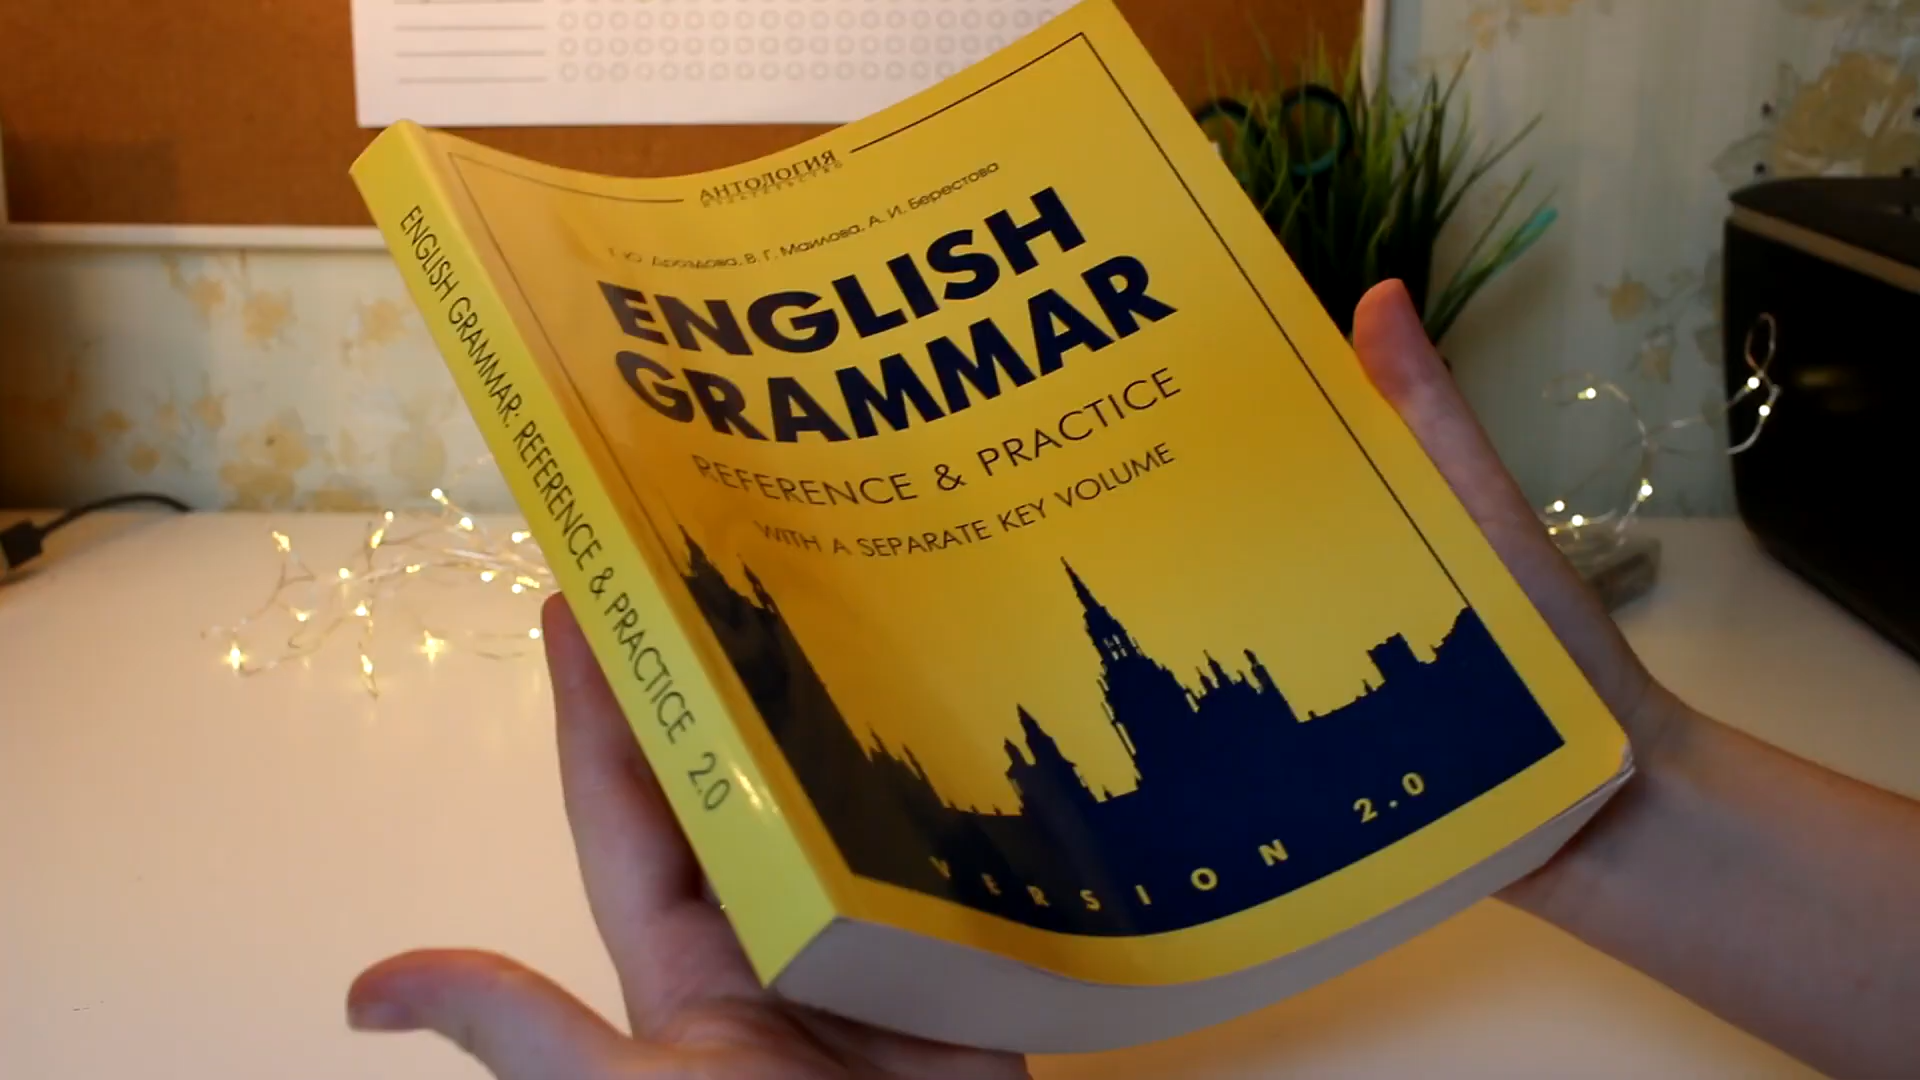 АНТОЛОГИЯ
ИЗДАТЕЛЬСТВО
Т. Ю. Дроздова, В. Г. Маилова, А. И. Берестова
ENGLISH
GRAMMAR
REFERENCE & PRACTICE
WITH A SEPARATE KEY VOLUME
VERSION 2.0
ENGLISH GRAMMAR: REFERENCE & PRACTICE 2.0